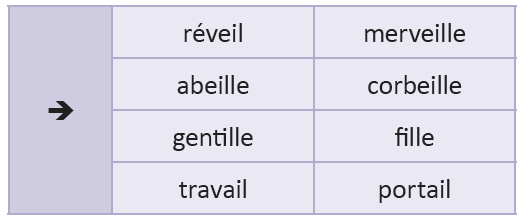 réveil merveille
abeille corbeille
➔ gentille fille
travail portail